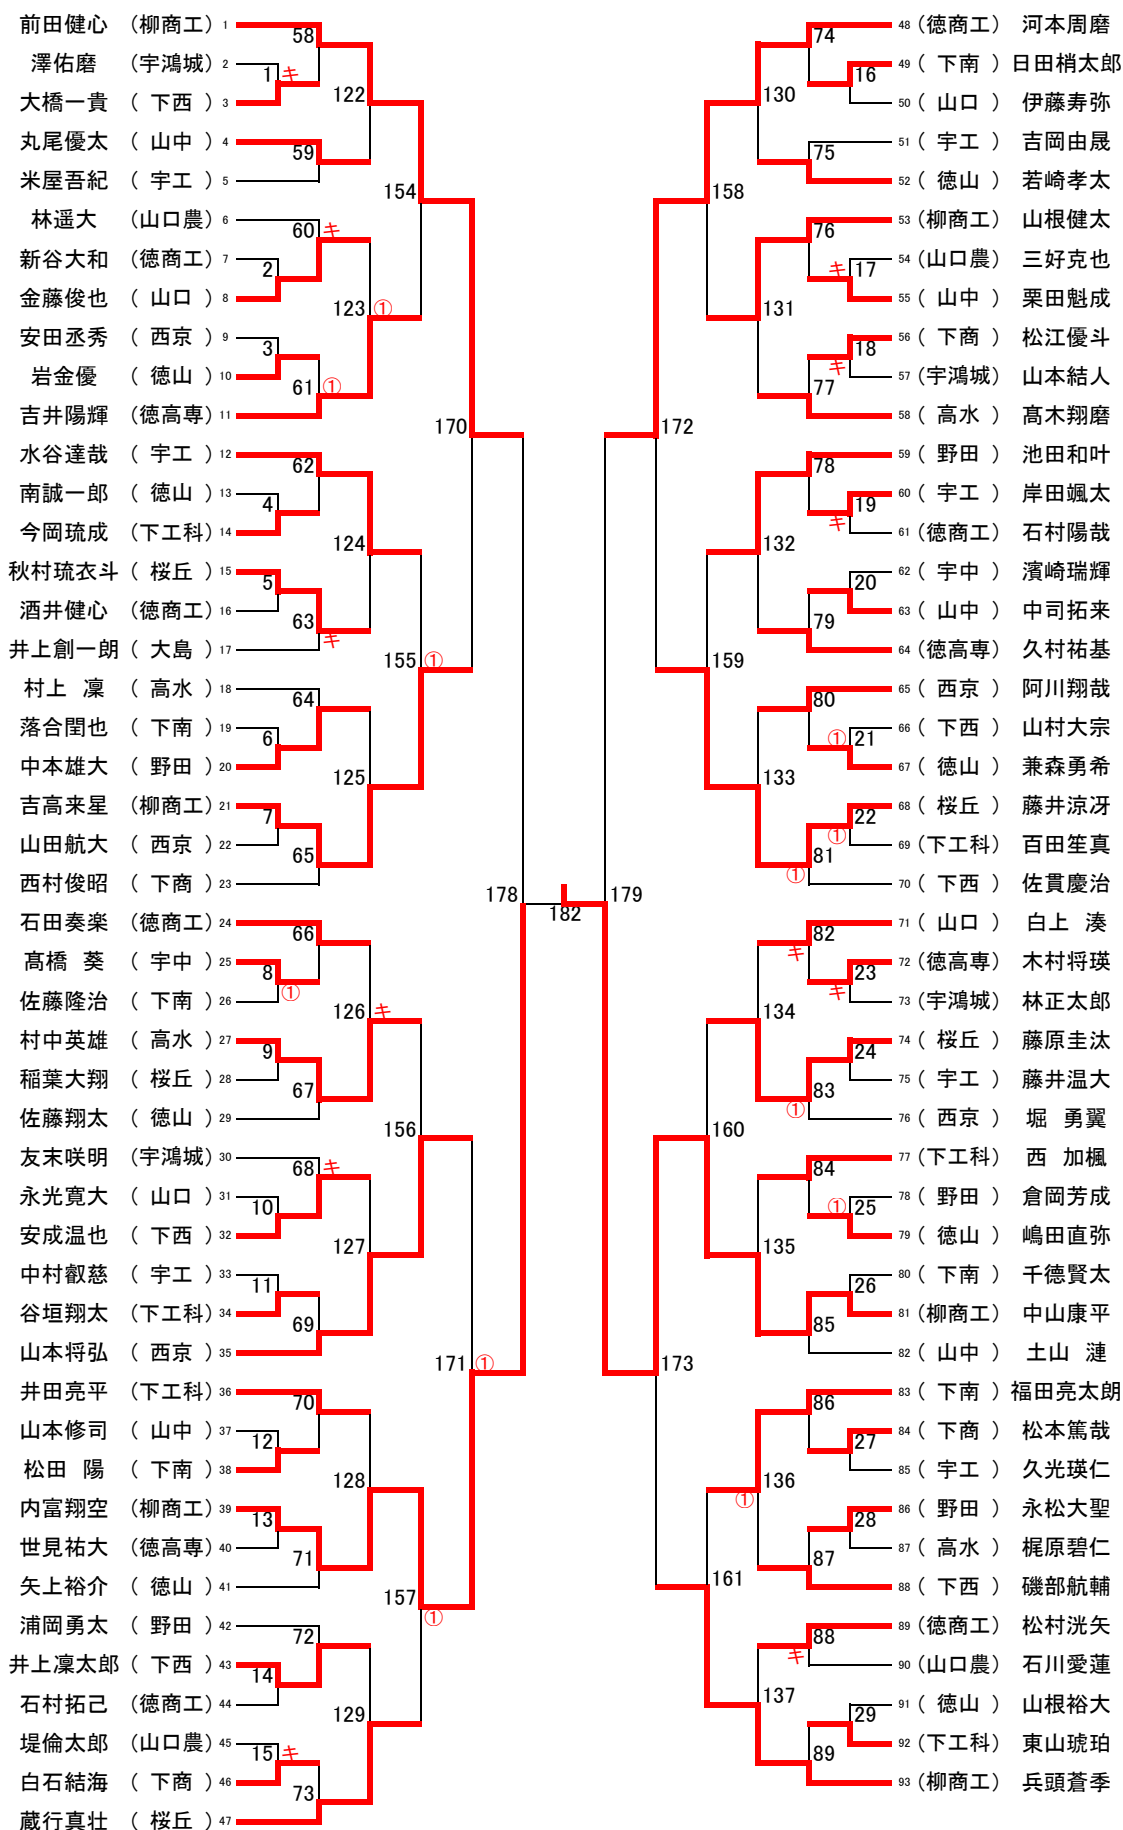 前田健心 (柳商工) 1
澤佑磨 (宇鴻城) 2
大橋一貴 ( 下西 ) 3
丸尾優太 ( 山中 ) 4
米屋吾紀 ( 宇工 ) 5
林遥大 (山口農) 6
新谷大和 (徳商工) 7
金藤俊也 ( 山口 ) 8
安田丞秀 ( 西京 ) 9
岩金優 ( 徳山 ) 10
吉井陽輝 (徳高専) 11
水谷達哉 ( 宇工 ) 12
南誠一郎 ( 徳山 ) 13
今岡琉成 (下工科) 14
秋村琉衣斗 ( 桜丘 ) 15
酒井健心 (徳商工) 16
井上創一朗 ( 大島 ) 17
村上 凜 ( 高水 ) 18
落合閏也 ( 下南 ) 19
中本雄大 ( 野田 ) 20
吉高来星 (柳商工) 21
山田航大 ( 西京 ) 22
西村俊昭 ( 下商 ) 23
石田奏楽 (徳商工) 24
髙橋 葵 ( 宇中 ) 25
佐藤隆治 ( 下南 ) 26
村中英雄 ( 高水 ) 27
稲葉大翔 ( 桜丘 ) 28
佐藤翔太 ( 徳山 ) 29
友末咲明 (宇鴻城) 30
永光寛大 ( 山口 ) 31
安成温也 ( 下西 ) 32
中村叡慈 ( 宇工 ) 33
谷垣翔太 (下工科) 34
山本将弘 ( 西京 ) 35
井田亮平 (下工科) 36
山本修司 ( 山中 ) 37
松田 陽 ( 下南 ) 38
内富翔空 (柳商工) 39
世見祐大 (徳高専) 40
矢上裕介 ( 徳山 ) 41
浦岡勇太 ( 野田 ) 42
井上凜太郎 ( 下西 ) 43
石村拓己 (徳商工) 44
堤倫太郎 (山口農) 45
白石結海 ( 下商 ) 46
蔵行真壮 ( 桜丘 ) 47
1 キ
2
3
4
5
6
7
8 ①
9
10
11
12
13
14
15 キ
58
59
60 キ
61 ①
62
63 キ
64
65
66
67
68 キ
69
70
71
72
73
122
123 ①
124
125
126 キ
127
128
129
154
155 ①
156
157 ①
170
171 ①
178
182
179
172
173
158
159
160
161
130
131
132
133
134
135
136 ①
137
74
75
76
77
78
79
80
81 ①
82 キ
83 ①
84
85
86
87
88 キ
89
16
17 キ
18 キ
19 キ
20
21 ①
22 ①
23 キ
24
25 ①
26
27
28
29
48 (徳商工) 河本周磨
49 ( 下南 ) 日田梢太郎
50 ( 山口 ) 伊藤寿弥
51 ( 宇工 ) 吉岡由晟
52 ( 徳山 ) 若崎孝太
53 (柳商工) 山根健太
54 (山口農) 三好克也
55 ( 山中 ) 栗田魁成
56 ( 下商 ) 松江優斗
57 (宇鴻城) 山本結人
58 ( 高水 ) 髙木翔磨
59 ( 野田 ) 池田和叶
60 ( 宇工 ) 岸田颯太
61 (徳商工) 石村陽哉
62 ( 宇中 ) 濱崎瑞輝
63 ( 山中 ) 中司拓来
64 (徳高専) 久村祐基
65 ( 西京 ) 阿川翔哉
66 ( 下西 ) 山村大宗
67 ( 徳山 ) 兼森勇希
68 ( 桜丘 ) 藤井涼冴
69 (下工科) 百田笙真
70 ( 下西 ) 佐貫慶治
71 ( 山口 ) 白上 湊
72 (徳高専) 木村将瑛
73 (宇鴻城) 林正太郎
74 ( 桜丘 ) 藤原圭汰
75 ( 宇工 ) 藤井温大
76 ( 西京 ) 堀 勇翼
77 (下工科) 西 加楓
78 ( 野田 ) 倉岡芳成
79 ( 徳山 ) 嶋田直弥
80 ( 下南 ) 千德賢太
81 (柳商工) 中山康平
82 ( 山中 ) 土山 漣
83 ( 下南 ) 福田亮太朗
84 ( 下商 ) 松本篤哉
85 ( 宇工 ) 久光瑛仁
86 ( 野田 ) 永松大聖
87 ( 高水 ) 梶原碧仁
88 ( 下西 ) 磯部航輔
89 (徳商工) 松村洸矢
90 (山口農) 石川愛蓮
91 ( 徳山 ) 山根裕大
92 (下工科) 東山琥珀
93 (柳商工) 兵頭蒼季